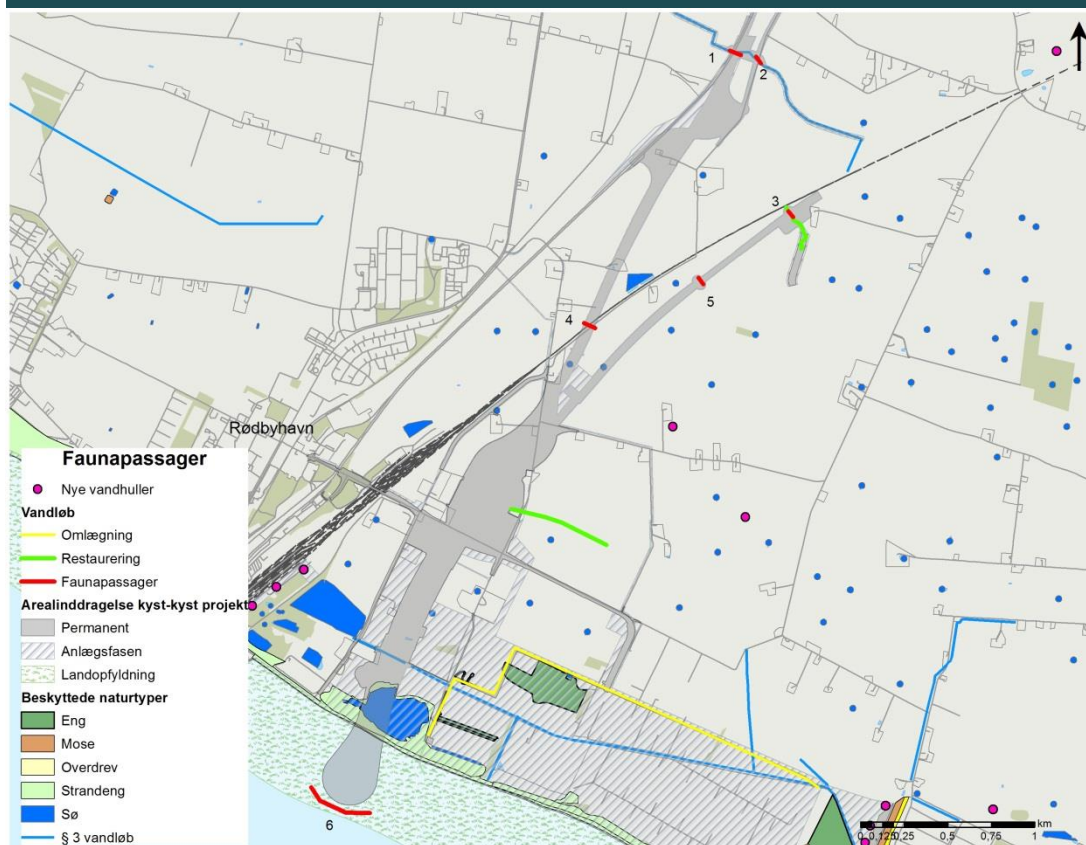 1
2
3
4
5
Rødbyhavn
Faunapassager
Nye vandhuller
Vandløb
Omlægning
Restaurering
Faunapassager
Arealinddragelse kyst-kyst projekt
Permanent
Anlægsfasen
Landopfyldning
Beskyttede naturtyper
Eng
Mose
Overdrev
Strandeng
Sø
§ 3 vandløb
6
km
0 0,125 0,25 0,5 0,75 1